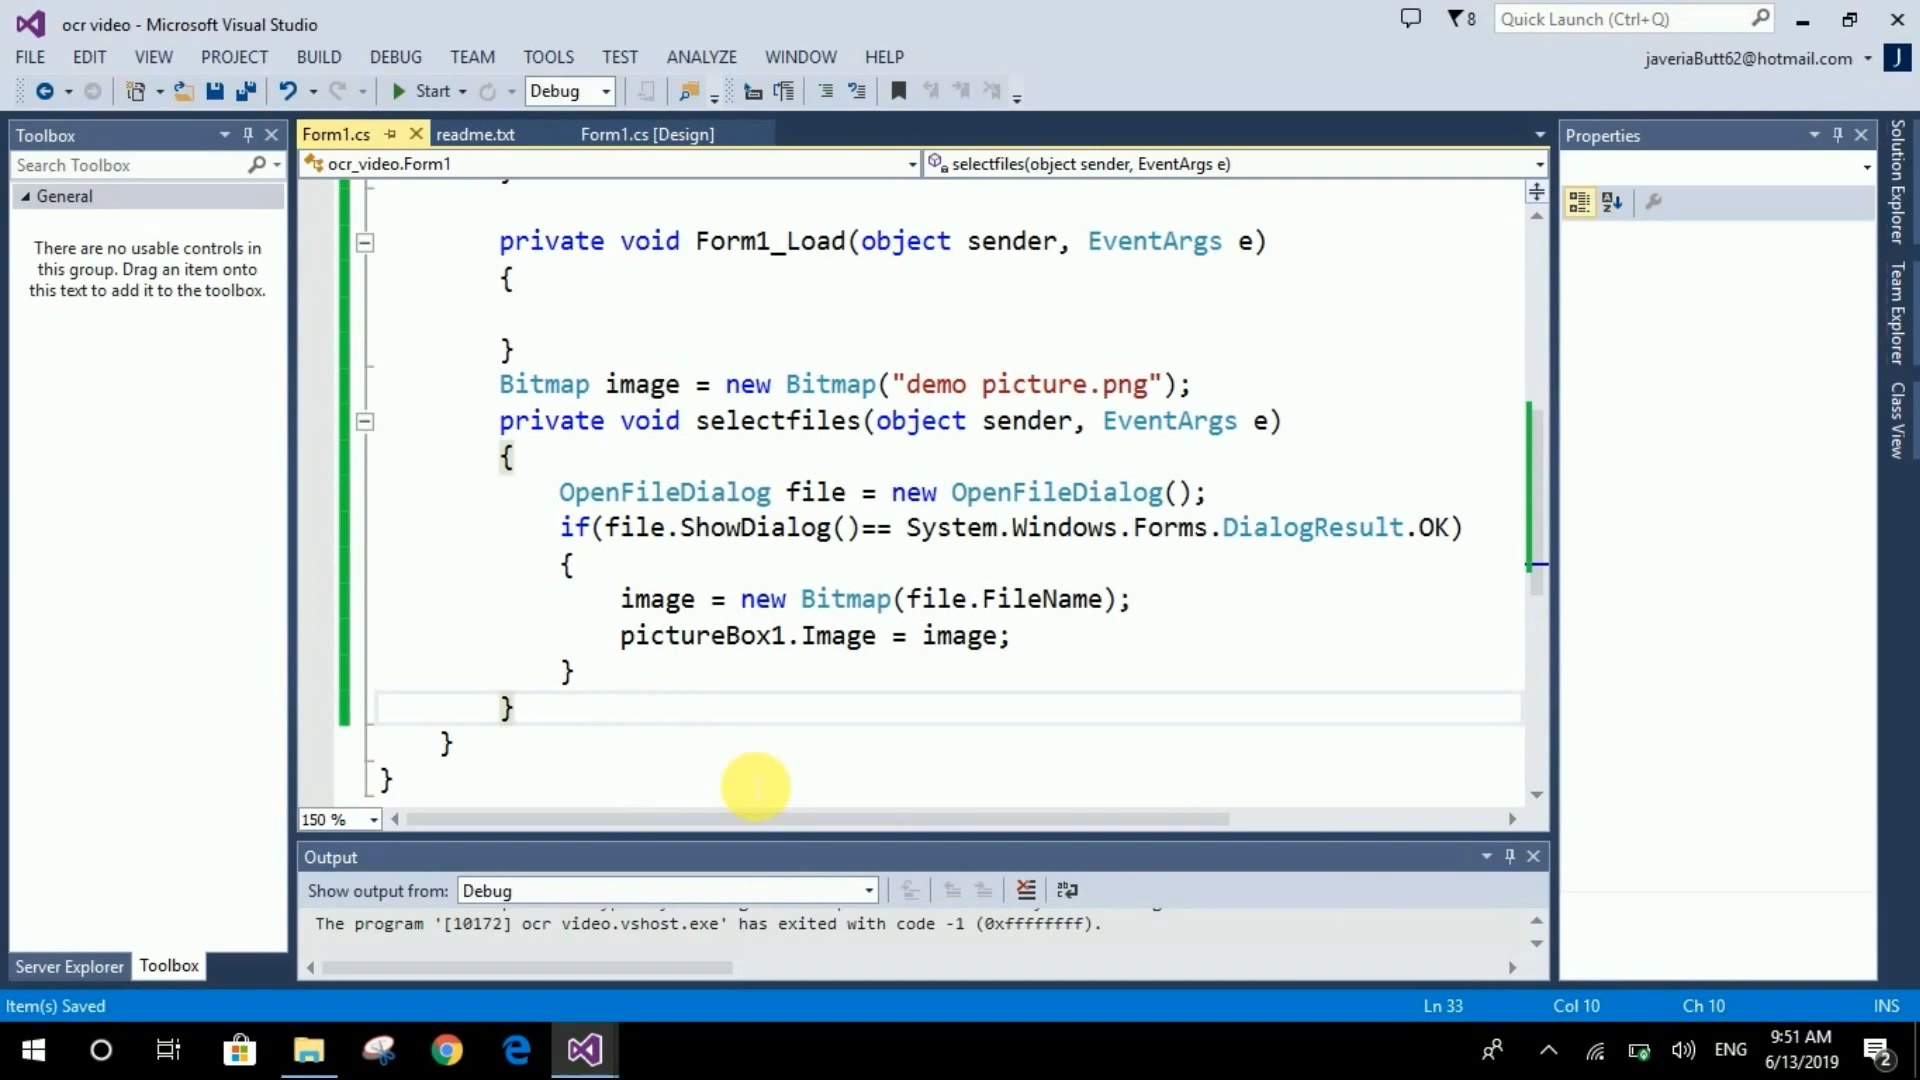 ocr video - Microsoft Visual Studio
8
Quick Launch (Ctrl+Q)
FILE EDIT VIEW PROJECT BUILD DEBUG TEAM TOOLS TEST ANALYZE WINDOW HELP
javeriaButt62@hotmail.com
J
Start
Debug
Toolbox
Form1.cs
readme.txt
Form1.cs [Design]
Properties
Search Toolbox
ocr_video.Form1
selectfiles(object sender, EventArgs e)
General
There are no usable controls in
this group. Drag an item onto
this text to add it to the toolbox.
}
private void Form1_Load(object sender, EventArgs e)
{
}
Bitmap image = new Bitmap("demo picture.png");
private void selectfiles(object sender, EventArgs e)
{
OpenFileDialog file = new OpenFileDialog();
if(file.ShowDialog()== System.Windows.Forms.DialogResult.OK)
{
image = new Bitmap(file.FileName);
pictureBox1.Image = image;
}
}
}
}
150 %
Solution Explorer
Team Explorer
Class View
Output
Show output from: Debug
The program '[10172] ocr video.vshost.exe' has exited with code -1 (0xffffffff).
Server Explorer
Toolbox
Item(s) Saved
Ln 33
Col 10
Ch 10
INS
ENG
9:51 AM
6/13/2019
2